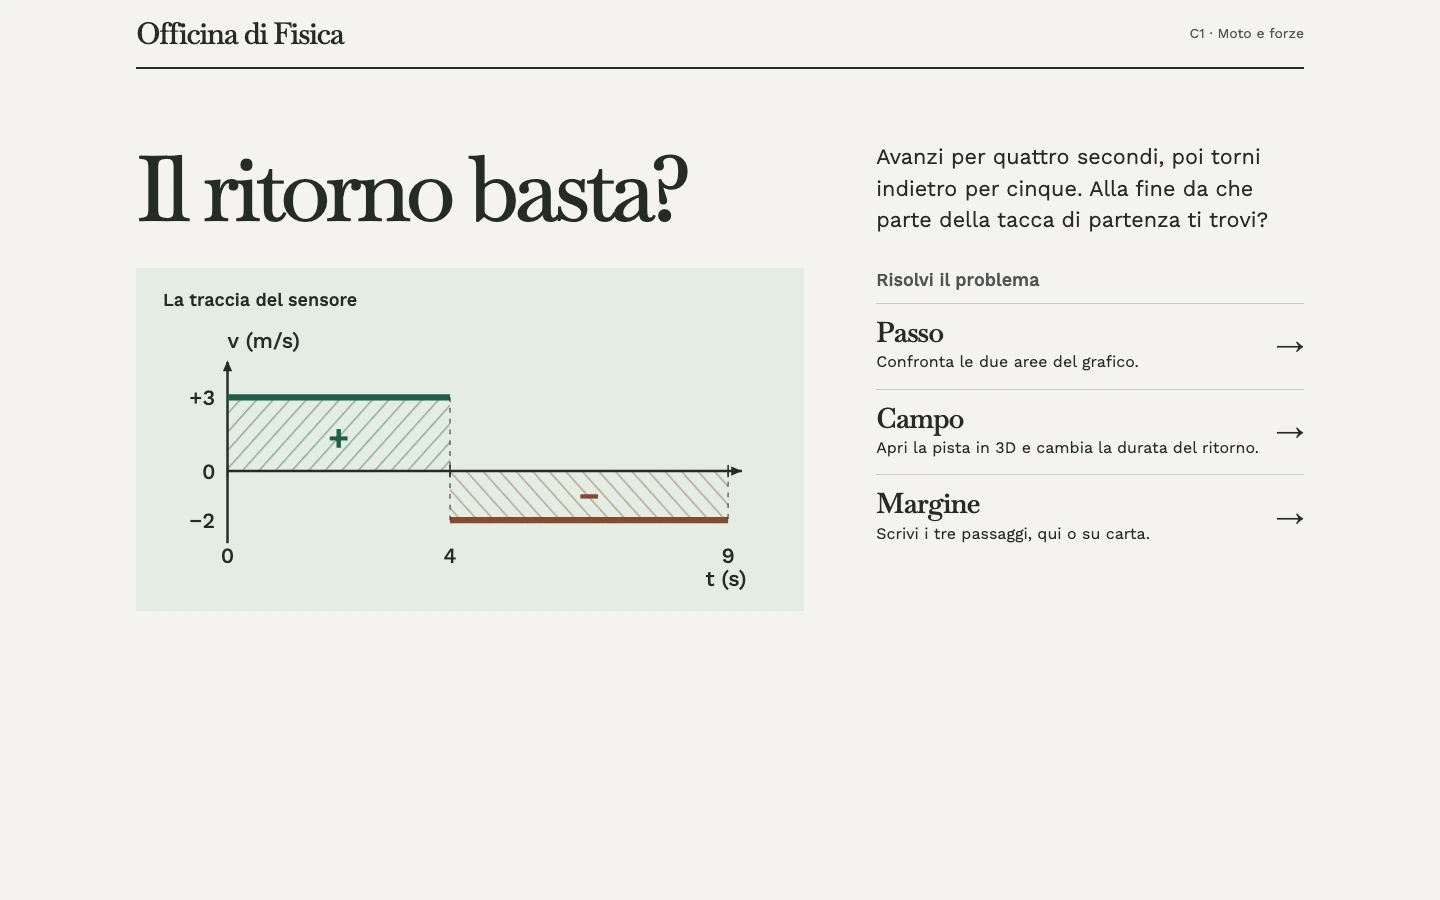 Officina di Fisica
C1 · Moto e forze
Il ritorno basta?
Avanzi per quattro secondi, poi torni
indietro per cinque. Alla fine da che
parte della tacca di partenza ti trovi?
La traccia del sensore
v (m/s)
+3
+
0
−
−2
0 4 9
t (s)
Risolvi il problema
Passo
Confronta le due aree del grafico.
→
Campo
Apri la pista in 3D e cambia la durata del ritorno.
→
Margine
Scrivi i tre passaggi, qui o su carta.
→